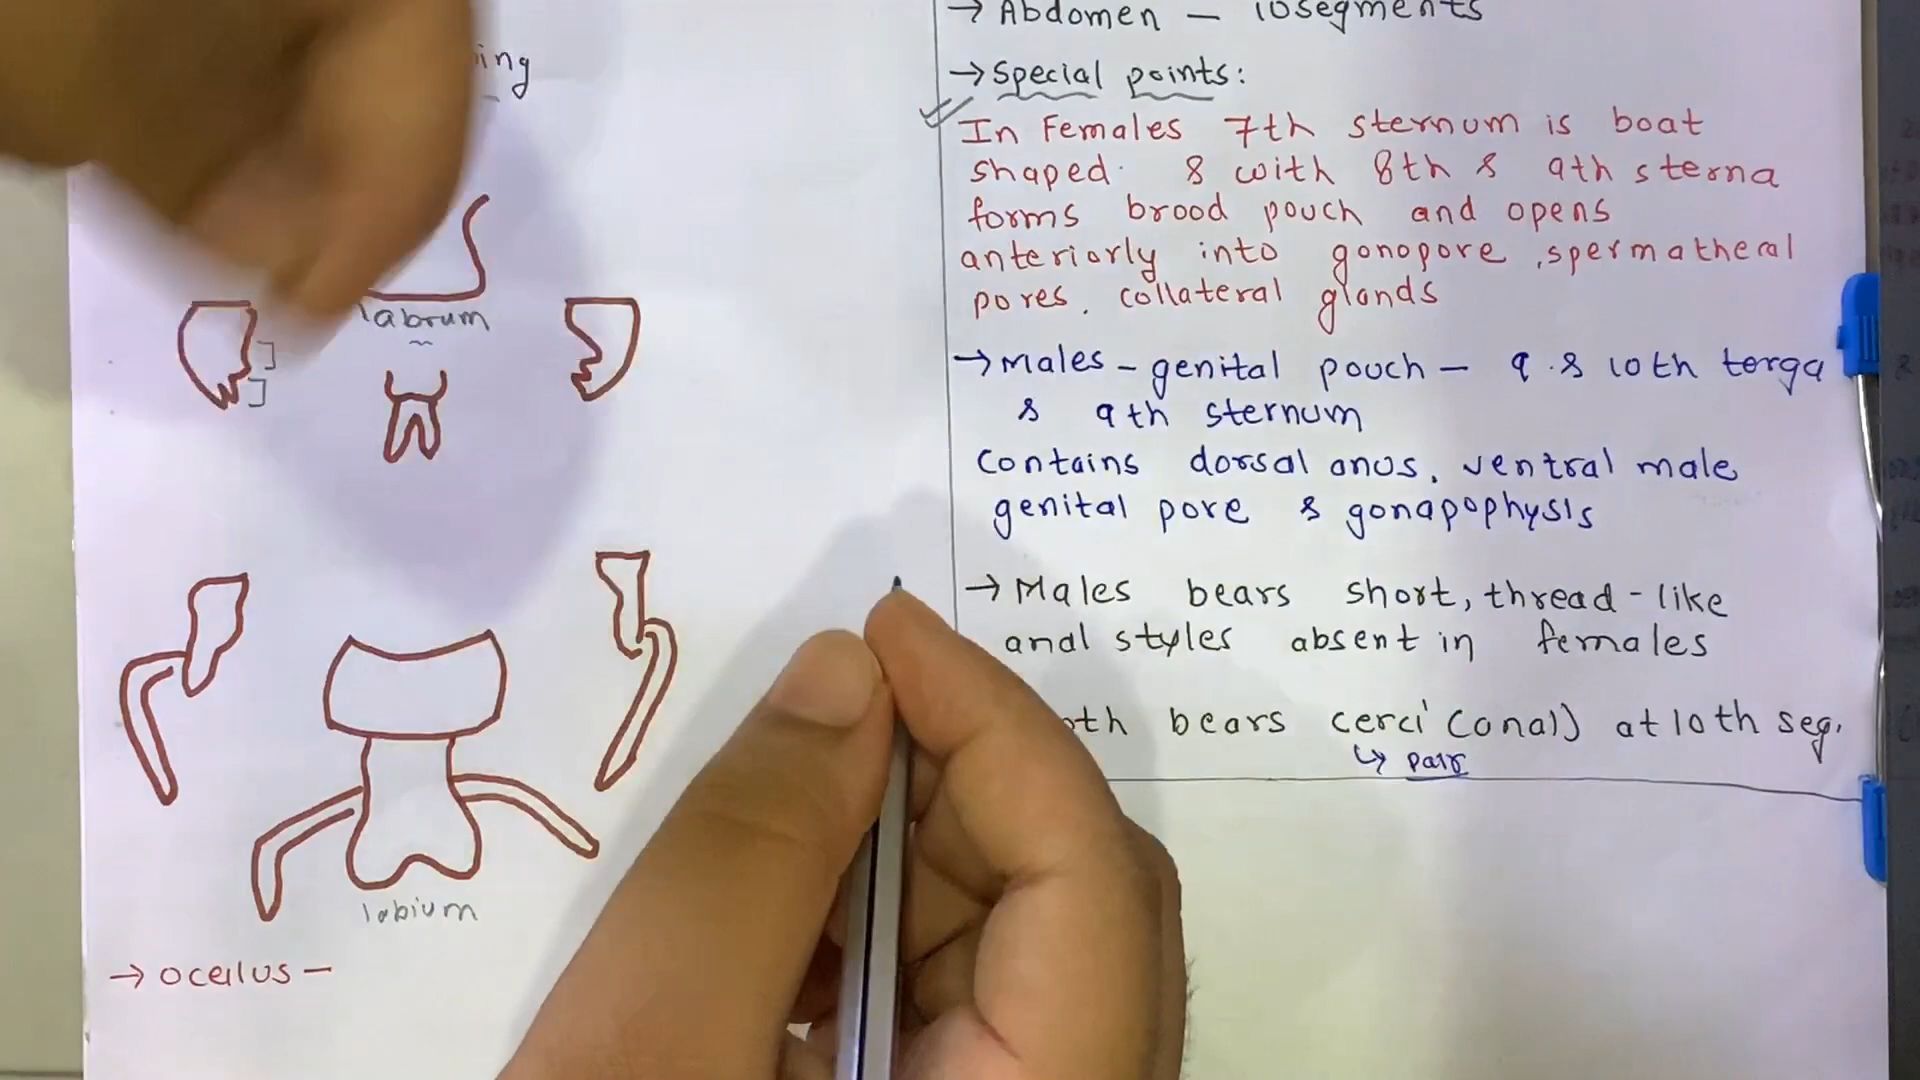 ing
labrum
labium
→ ocellus –
→ Abdomen – 10segments
→ Special points:
In Females 7th sternum is boat
shaped. & with 8th & 9th sterna
forms brood pouch and opens
anteriorly into gonopore, spermathecal
pores, collateral glands
→ Males – genital pouch – 9 & 10th terga
& 9th sternum
contains dorsal anus, ventral male
genital pore & gonapophysis
→ Males bears short, thread-like
anal styles absent in females
oth bears cerci (anal) at 10th seg.
↳ pair